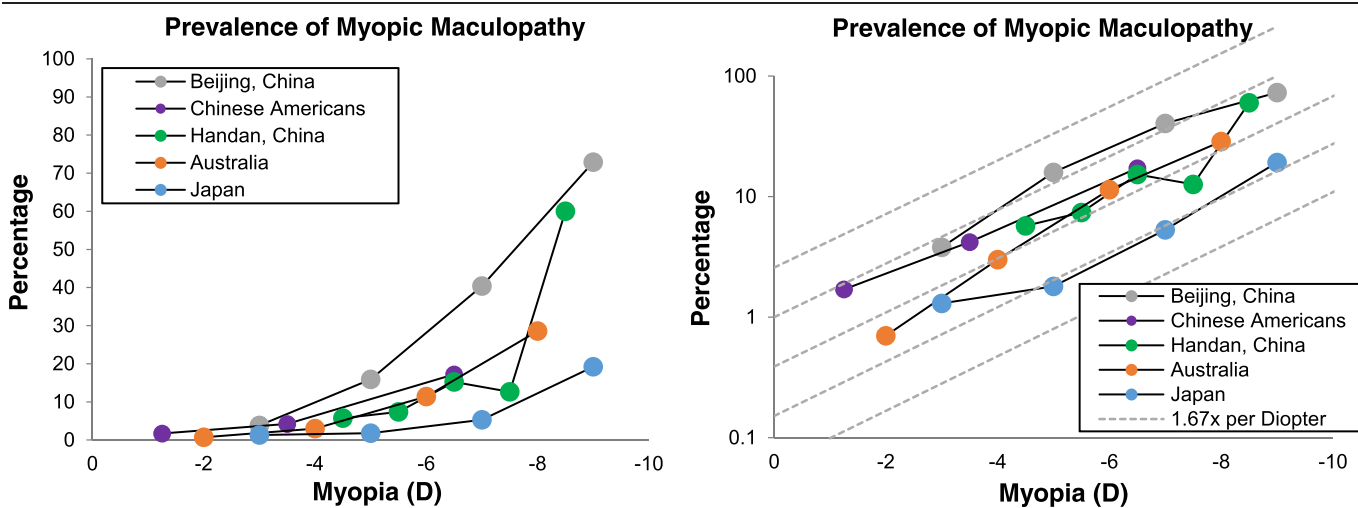 Prevalence of Myopic Maculopathy
100
90
80
70
60
50
40
30
20
10
0
Percentage
Beijing, China
Chinese Americans
Handan, China
Australia
Japan
0 -2 -4 -6 -8 -10
Myopia (D)
Prevalence of Myopic Maculopathy
100
10
1
0.1
Percentage
Beijing, China
Chinese Americans
Handan, China
Australia
Japan
1.67x per Diopter
0 -2 -4 -6 -8 -10
Myopia (D)